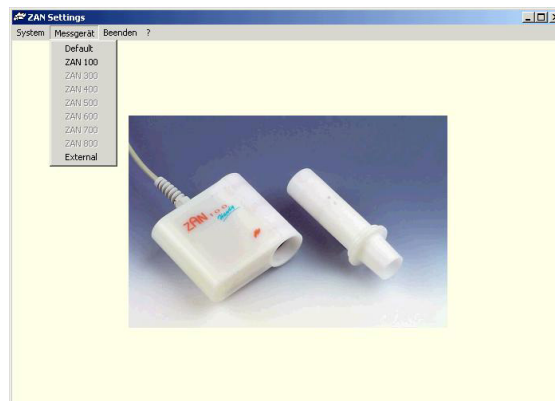 ZAN Settings
System Messgerät Beenden ?
Default
ZAN 100
ZAN 300
ZAN 400
ZAN 500
ZAN 600
ZAN 700
ZAN 800
External
ZAN 100